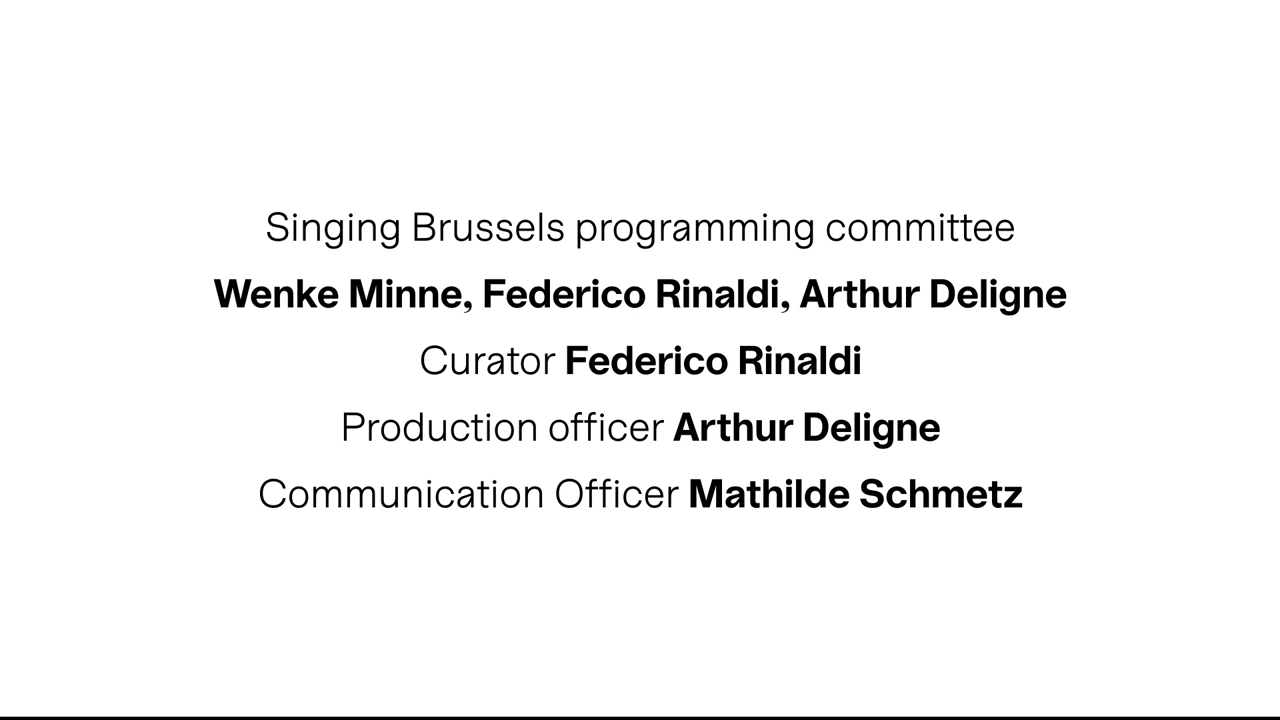 Singing Brussels programming committee
Wenke Minne, Federico Rinaldi, Arthur Deligne
Curator Federico Rinaldi
Production officer Arthur Deligne
Communication Officer Mathilde Schmetz